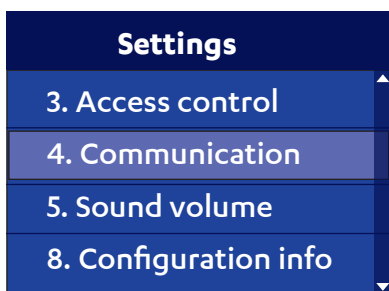 Settings
3. Access control
4. Communication
5. Sound volume
8. Configuration info